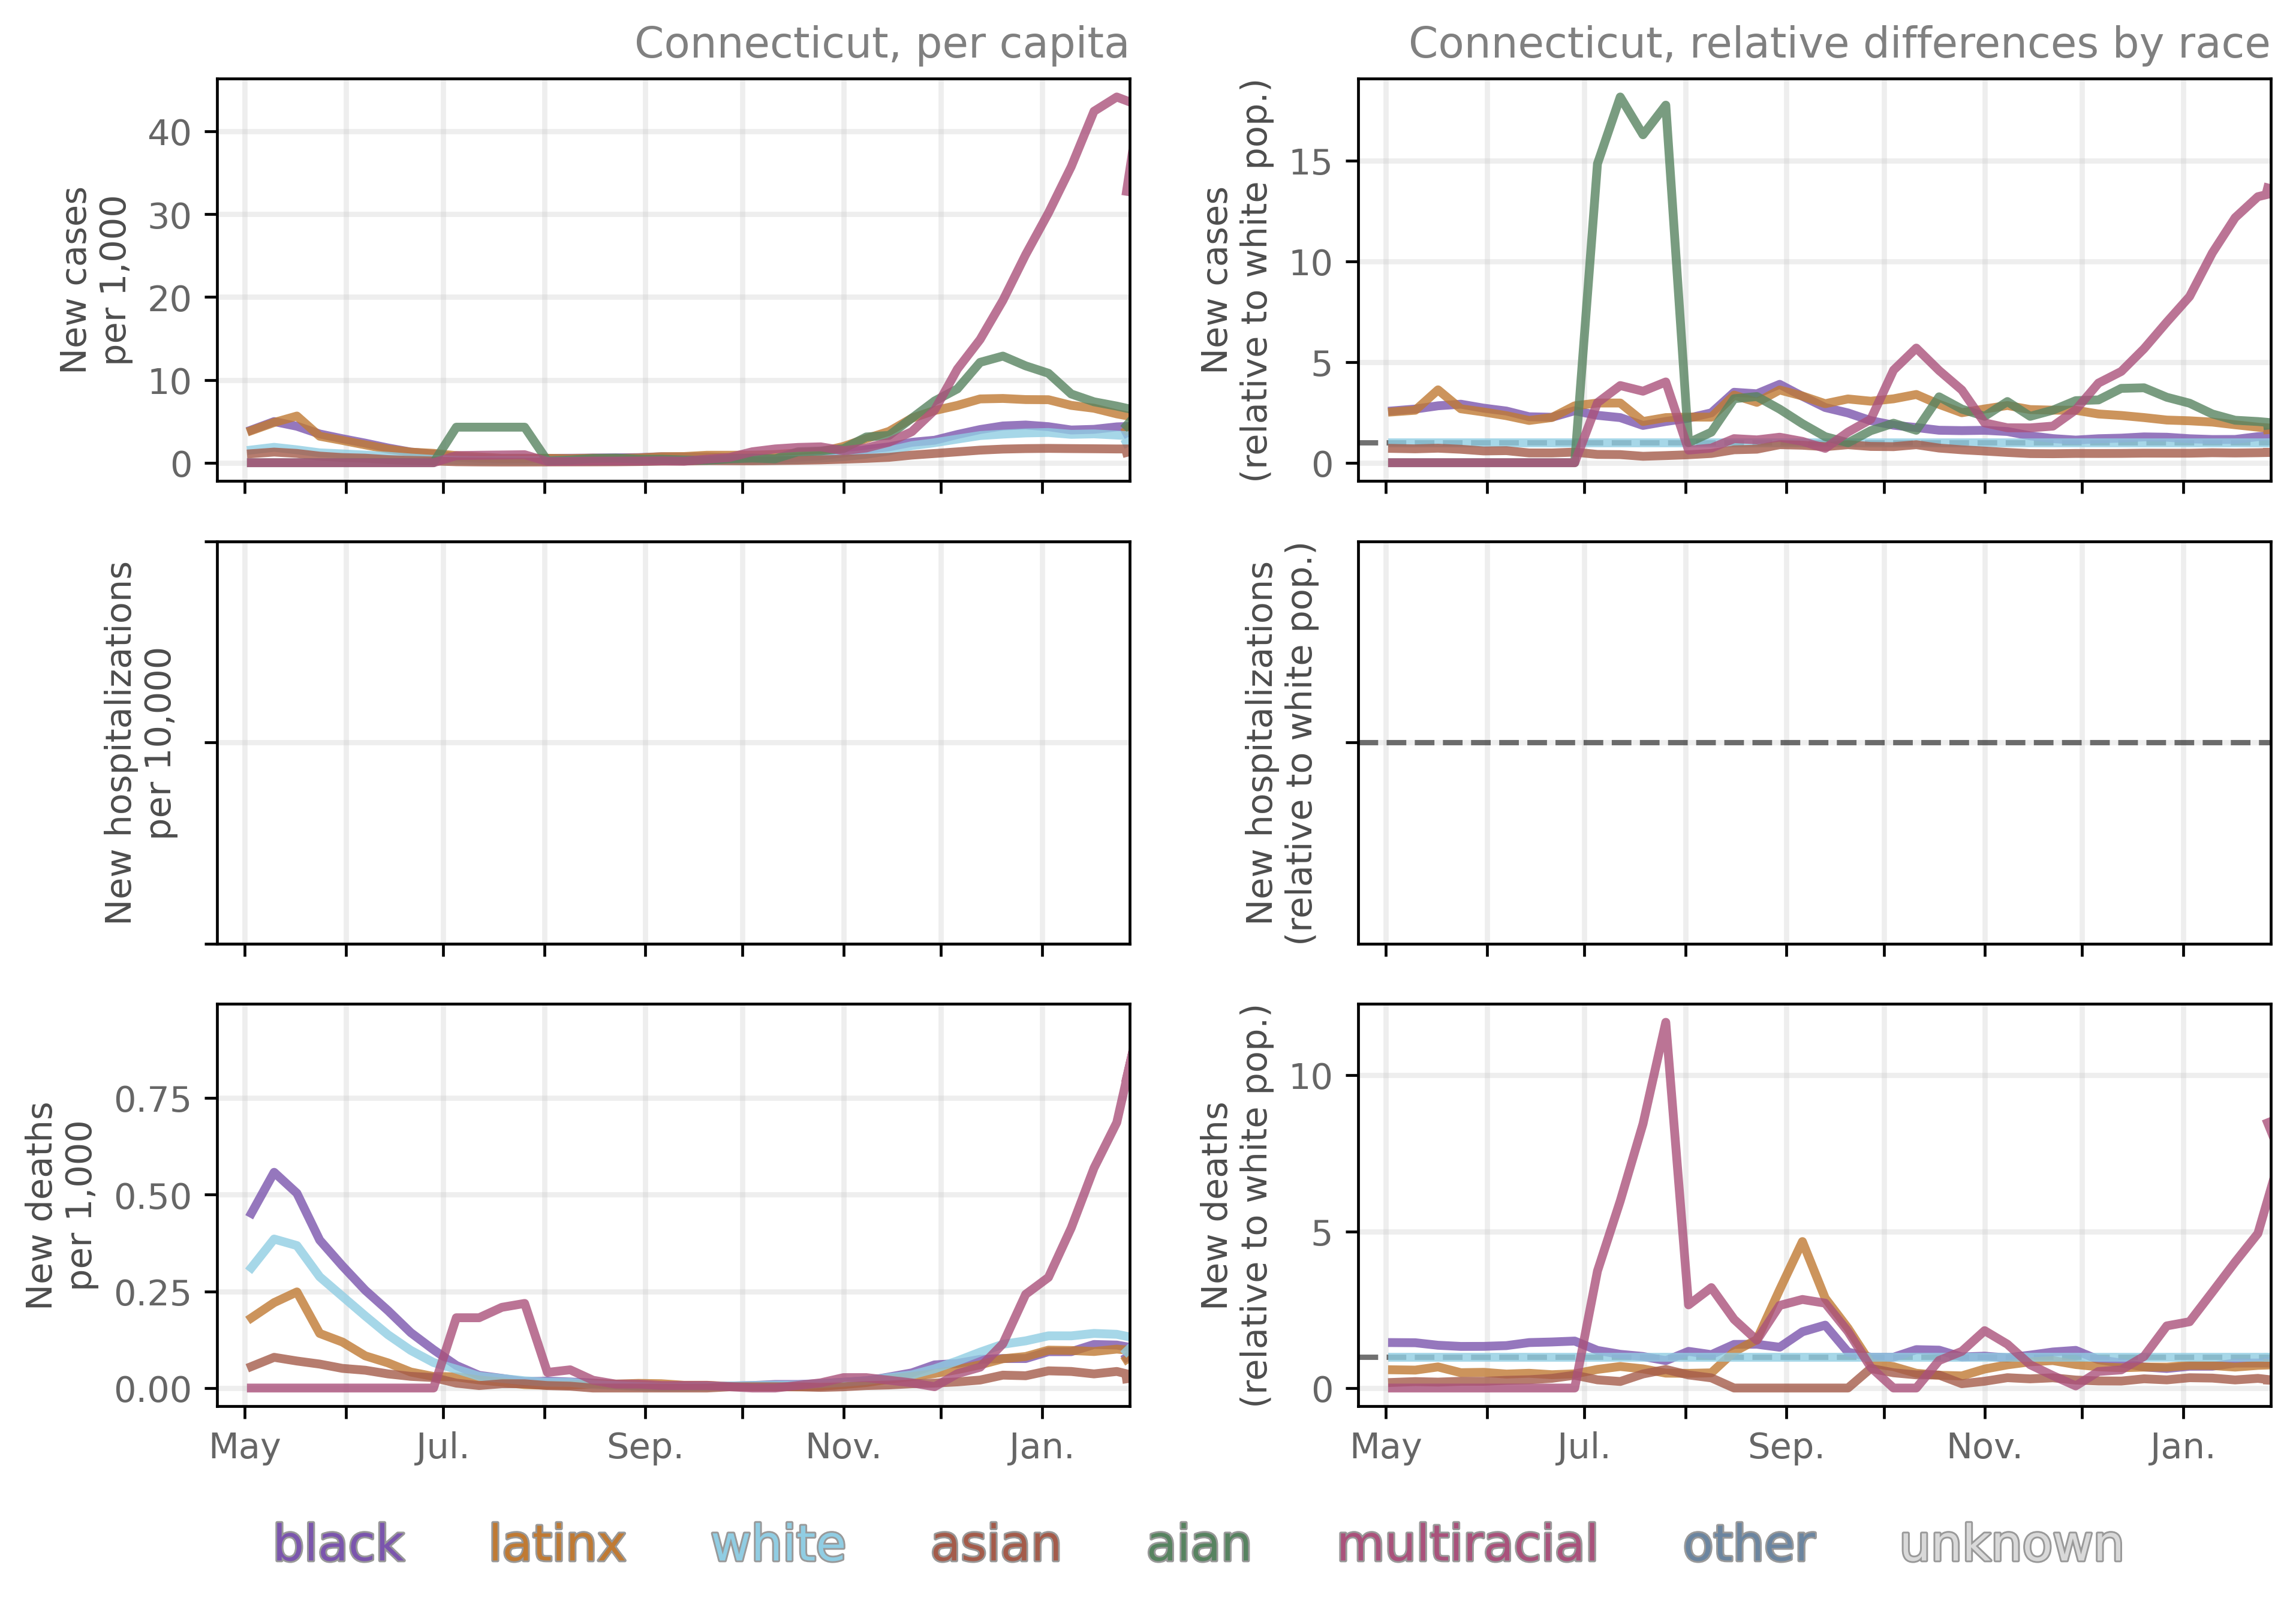 Connecticut, per capita
Connecticut, relative differences by race
New cases
per 1,000
40
30
20
10
0
New cases
(relative to white pop.)
15
10
5
0
New hospitalizations
per 10,000
New hospitalizations
(relative to white pop.)
New deaths
per 1,000
0.75
0.50
0.25
0.00
May Jul. Sep. Nov. Jan.
New deaths
(relative to white pop.)
10
5
0
May Jul. Sep. Nov. Jan.
black latinx white asian aian multiracial other unknown